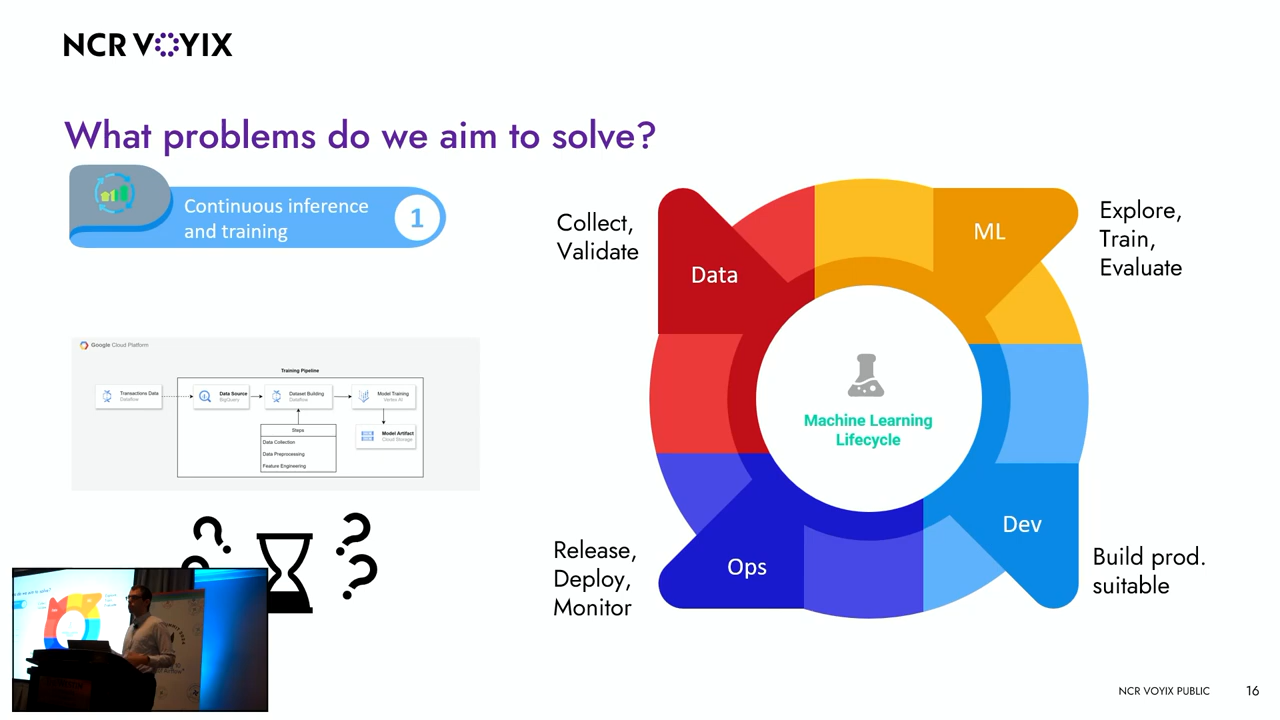 NCR VOYIX
What problems do we aim to solve?
Continuous inference
and training
1
Google Cloud Platform
Training Pipeline
Transactions Data
Dataflow
Data Source
BigQuery
Dataset Building
Dataflow
Model Training
Vertex AI
Steps
Data Collection
Data Preprocessing
Feature Engineering
Model Artifact
Cloud Storage
Collect,
Validate
Data
ML
Explore,
Train,
Evaluate
Machine Learning
Lifecycle
Release,
Deploy,
Monitor
Ops
Dev
Build prod.
suitable
NCR VOYIX PUBLIC
16